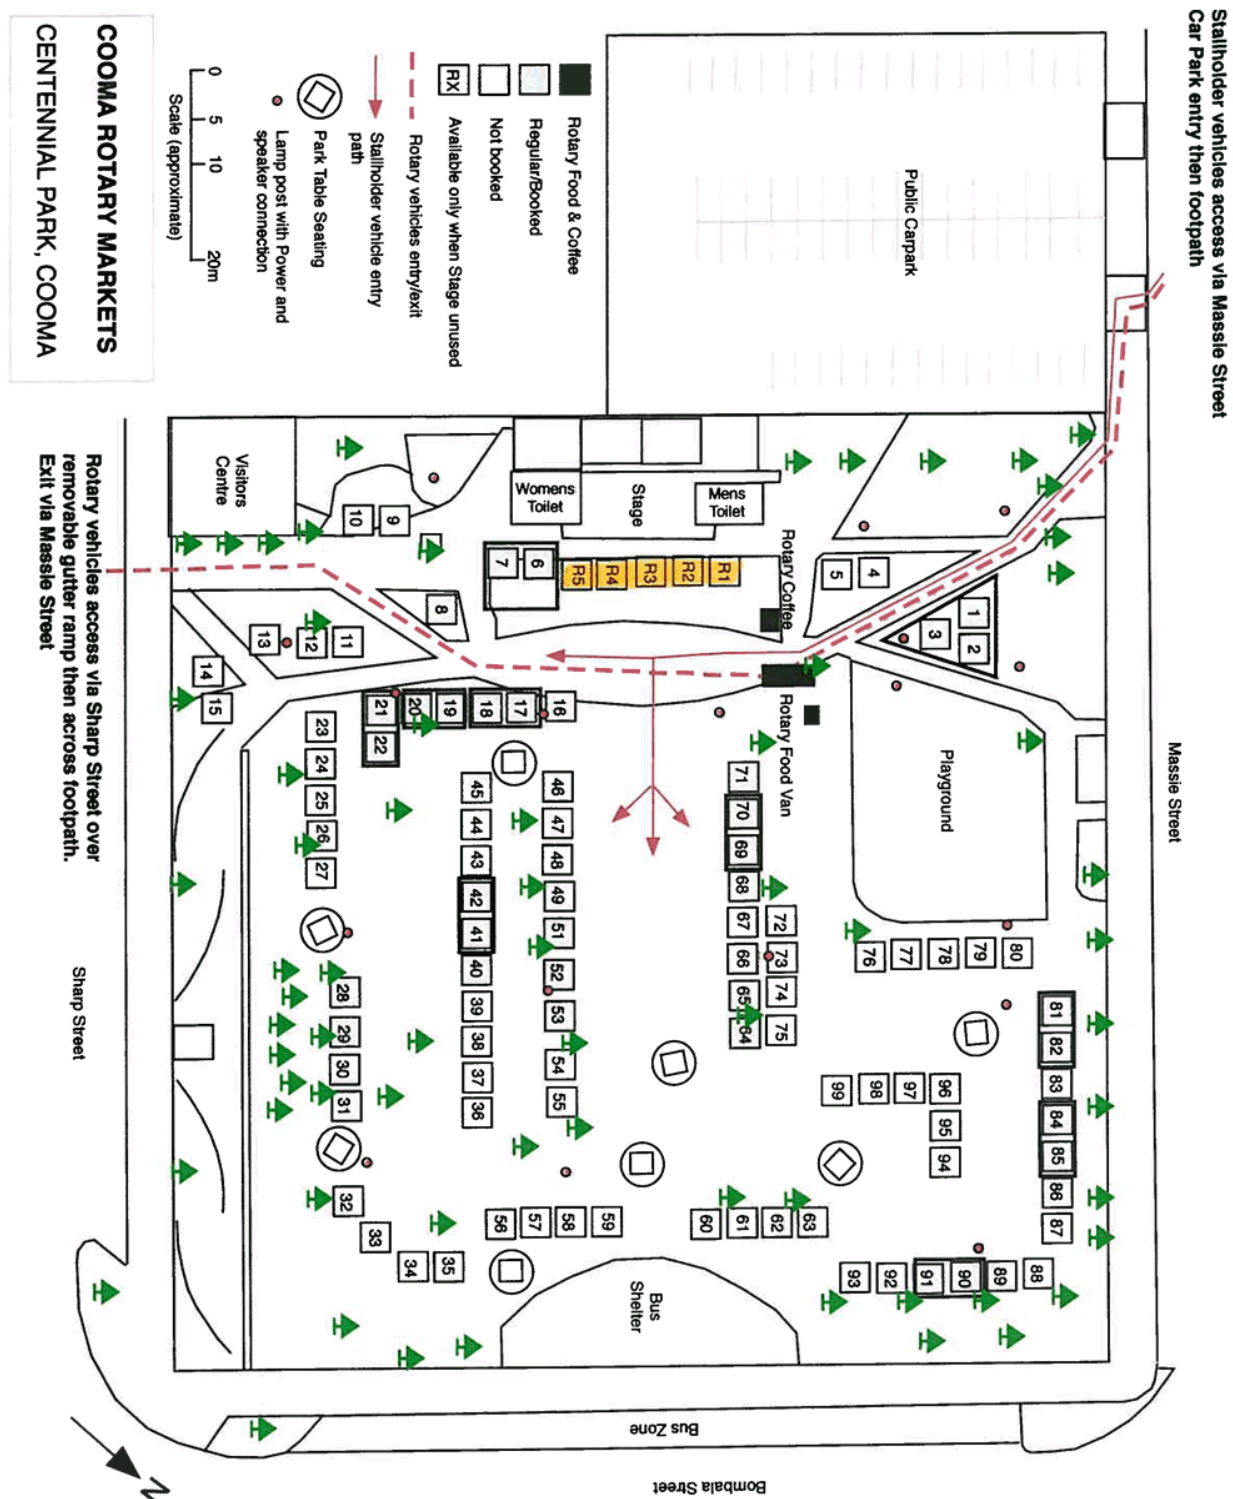 Stallholder vehicles access via Massie Street
Car Park entry then footpath
COOMA ROTARY MARKETS
CENTENNIAL PARK, COOMA
Rotary Food & Coffee
Regular/Booked
Not booked
RX
Available only when Stage unused
Rotary vehicles entry/exit
Stallholder vehicle entry
path
Park Table Seating
Lamp post with Power and
speaker connection
0
5
10
20m
Scale (approximate)
Public Carpark
Massie Street
Visitors
Centre
Womens
Toilet
Stage
Mens
Toilet
Rotary Coffee
Rotary Food Van
Playground
Rotary vehicles access via Sharp Street over
removable gutter ramp then across footpath.
Exit via Massie Street
Sharp Street
Bus
Shelter
Bus Zone
Bombala Street
N
R1
R2
R3
R4
R5
1
2
3
4
5
6
7
8
9
10
11
12
13
14
15
16
17
18
19
20
21
22
23
24
25
26
27
28
29
30
31
32
33
34
35
36
37
38
39
40
41
42
43
44
45
46
47
48
49
51
52
53
54
55
56
57
58
59
60
61
62
63
64
65
66
67
68
69
70
71
72
73
74
75
76
77
78
79
80
81
82
83
84
85
86
87
88
89
90
91
92
93
94
95
96
97
98
99